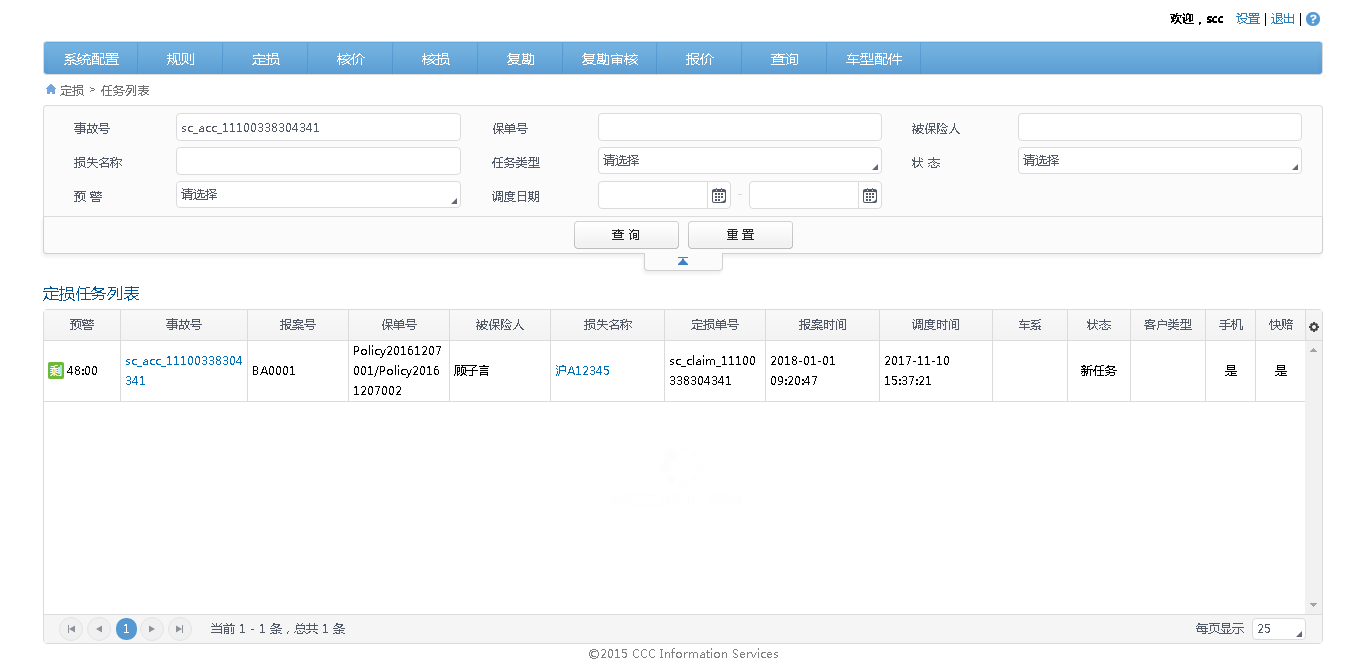 欢迎，scc 设置 | 退出 | ?
系统配置 规则 定损 核价 核损 复勘 复勘审核 报价 查询 车型配件
定损 > 任务列表
事故号 sc_acc_11100338304341 保单号 被保险人
损失名称 任务类型 请选择 状 态 请选择
预 警 请选择 调度日期 -
查 询 重 置
定损任务列表
预警 事故号 报案号 保单号 被保险人 损失名称 定损单号 报案时间 调度时间 车系 状态 客户类型 手机 快赔
剩 48:00 sc_acc_11100338304 BA0001 Policy20161207 顾子言 沪A12345 sc_claim_11100 2018-01-01 2017-11-10 新任务 是 是
341 001/Policy2016 338304341 09:20:47 15:37:21
1207002
1 当前 1 - 1 条，总共 1 条 每页显示 25
©2015 CCC Information Services